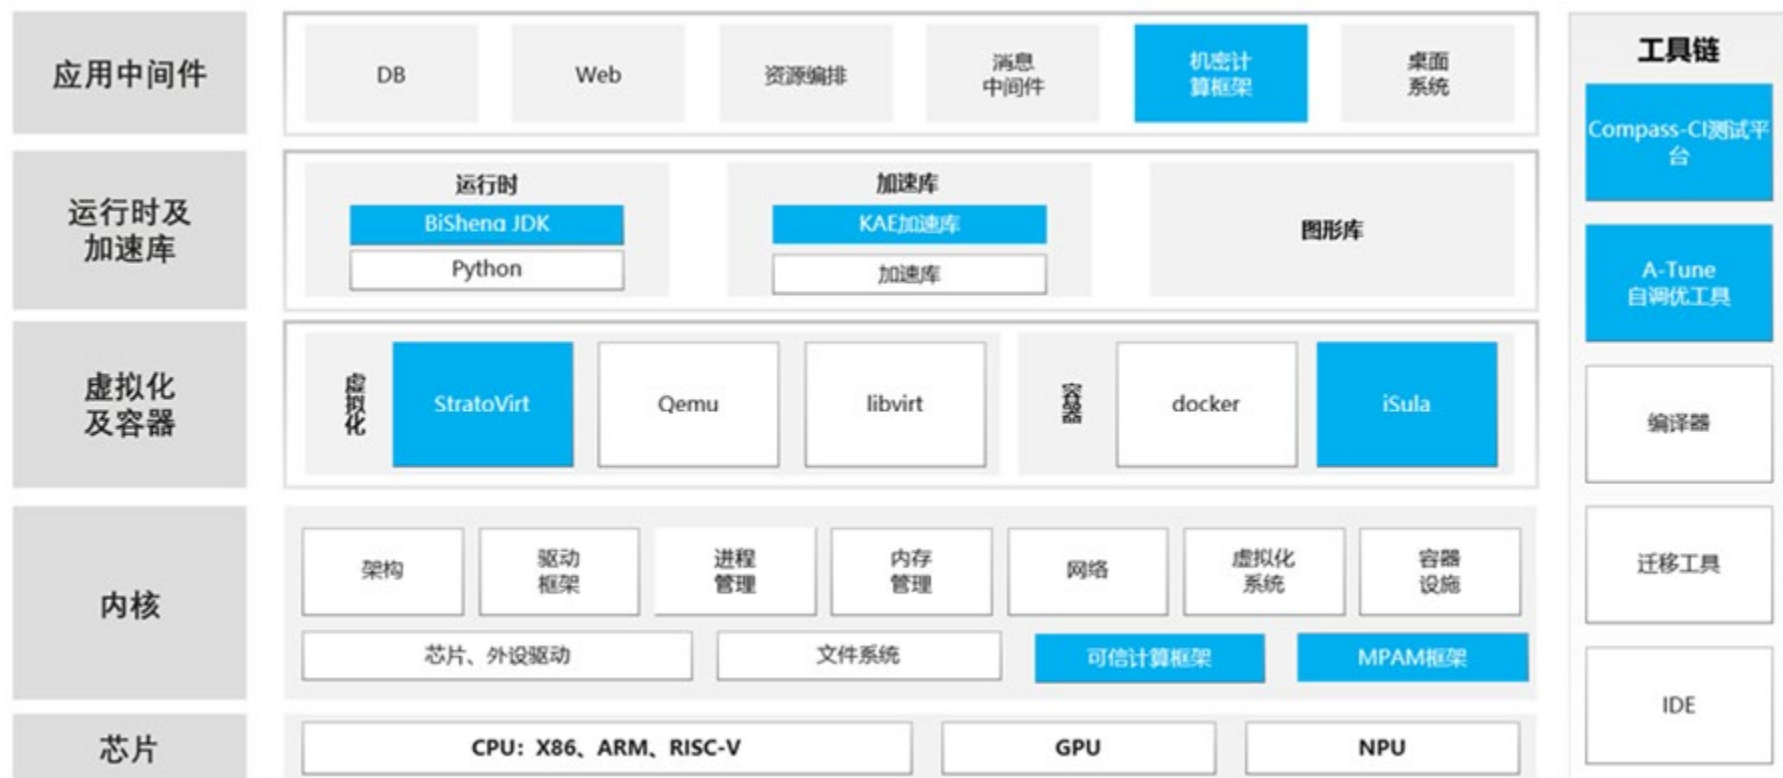 应用中间件
DB
Web
资源编排
消息
中间件
机密计
算框架
桌面
系统
运行时及
加速库
运行时
BiSheng JDK
Python
加速库
KAE加速库
加速库
图形库
虚拟化
及容器
虚拟化
StratoVirt
Qemu
libvirt
容器
docker
iSula
内核
架构
驱动
框架
进程
管理
内存
管理
网络
虚拟化
系统
容器
设施
芯片、外设驱动
文件系统
可信计算框架
MPAM框架
芯片
CPU：X86、ARM、RISC-V
GPU
NPU
工具链
Compass-CI测试平
台
A-Tune
自调优工具
编译器
迁移工具
IDE